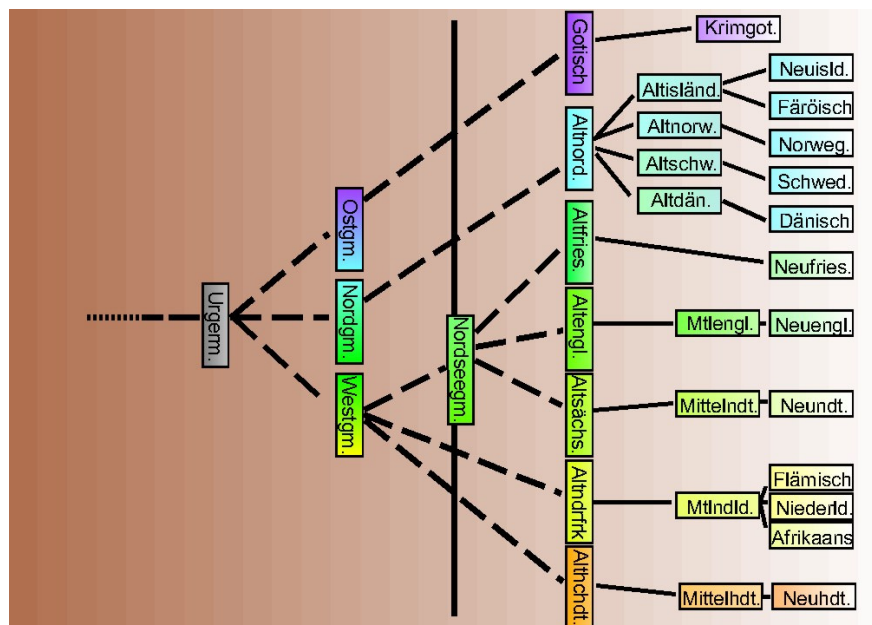 Urgerm.
Ostgm.
Nordgm.
Westgm.
Nordseegm.
Gotisch
Krimgot.
Altnord.
Altisländ.
Neuisld.
Färöisch
Altnorw.
Norweg.
Altschw.
Schwed.
Altdän.
Dänisch
Altfries.
Neufries.
Altengl.
Mtlengl.
Neuengl.
Altsächs.
Mittelndt.
Neundt.
Altndrfrk
Mtlndld.
Flämisch
Niederld.
Afrikaans
Althchdt.
Mittelhdt.
Neuhdt.